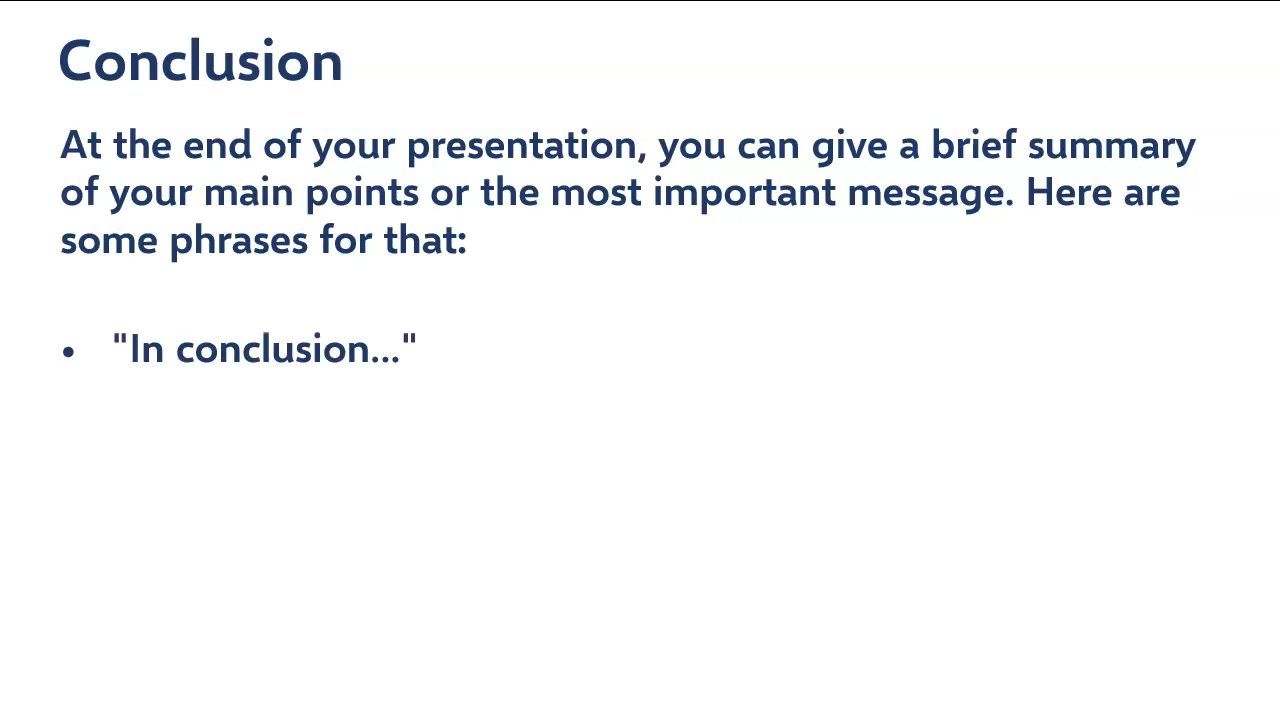 Conclusion
At the end of your presentation, you can give a brief summary
of your main points or the most important message. Here are
some phrases for that:
• "In conclusion..."